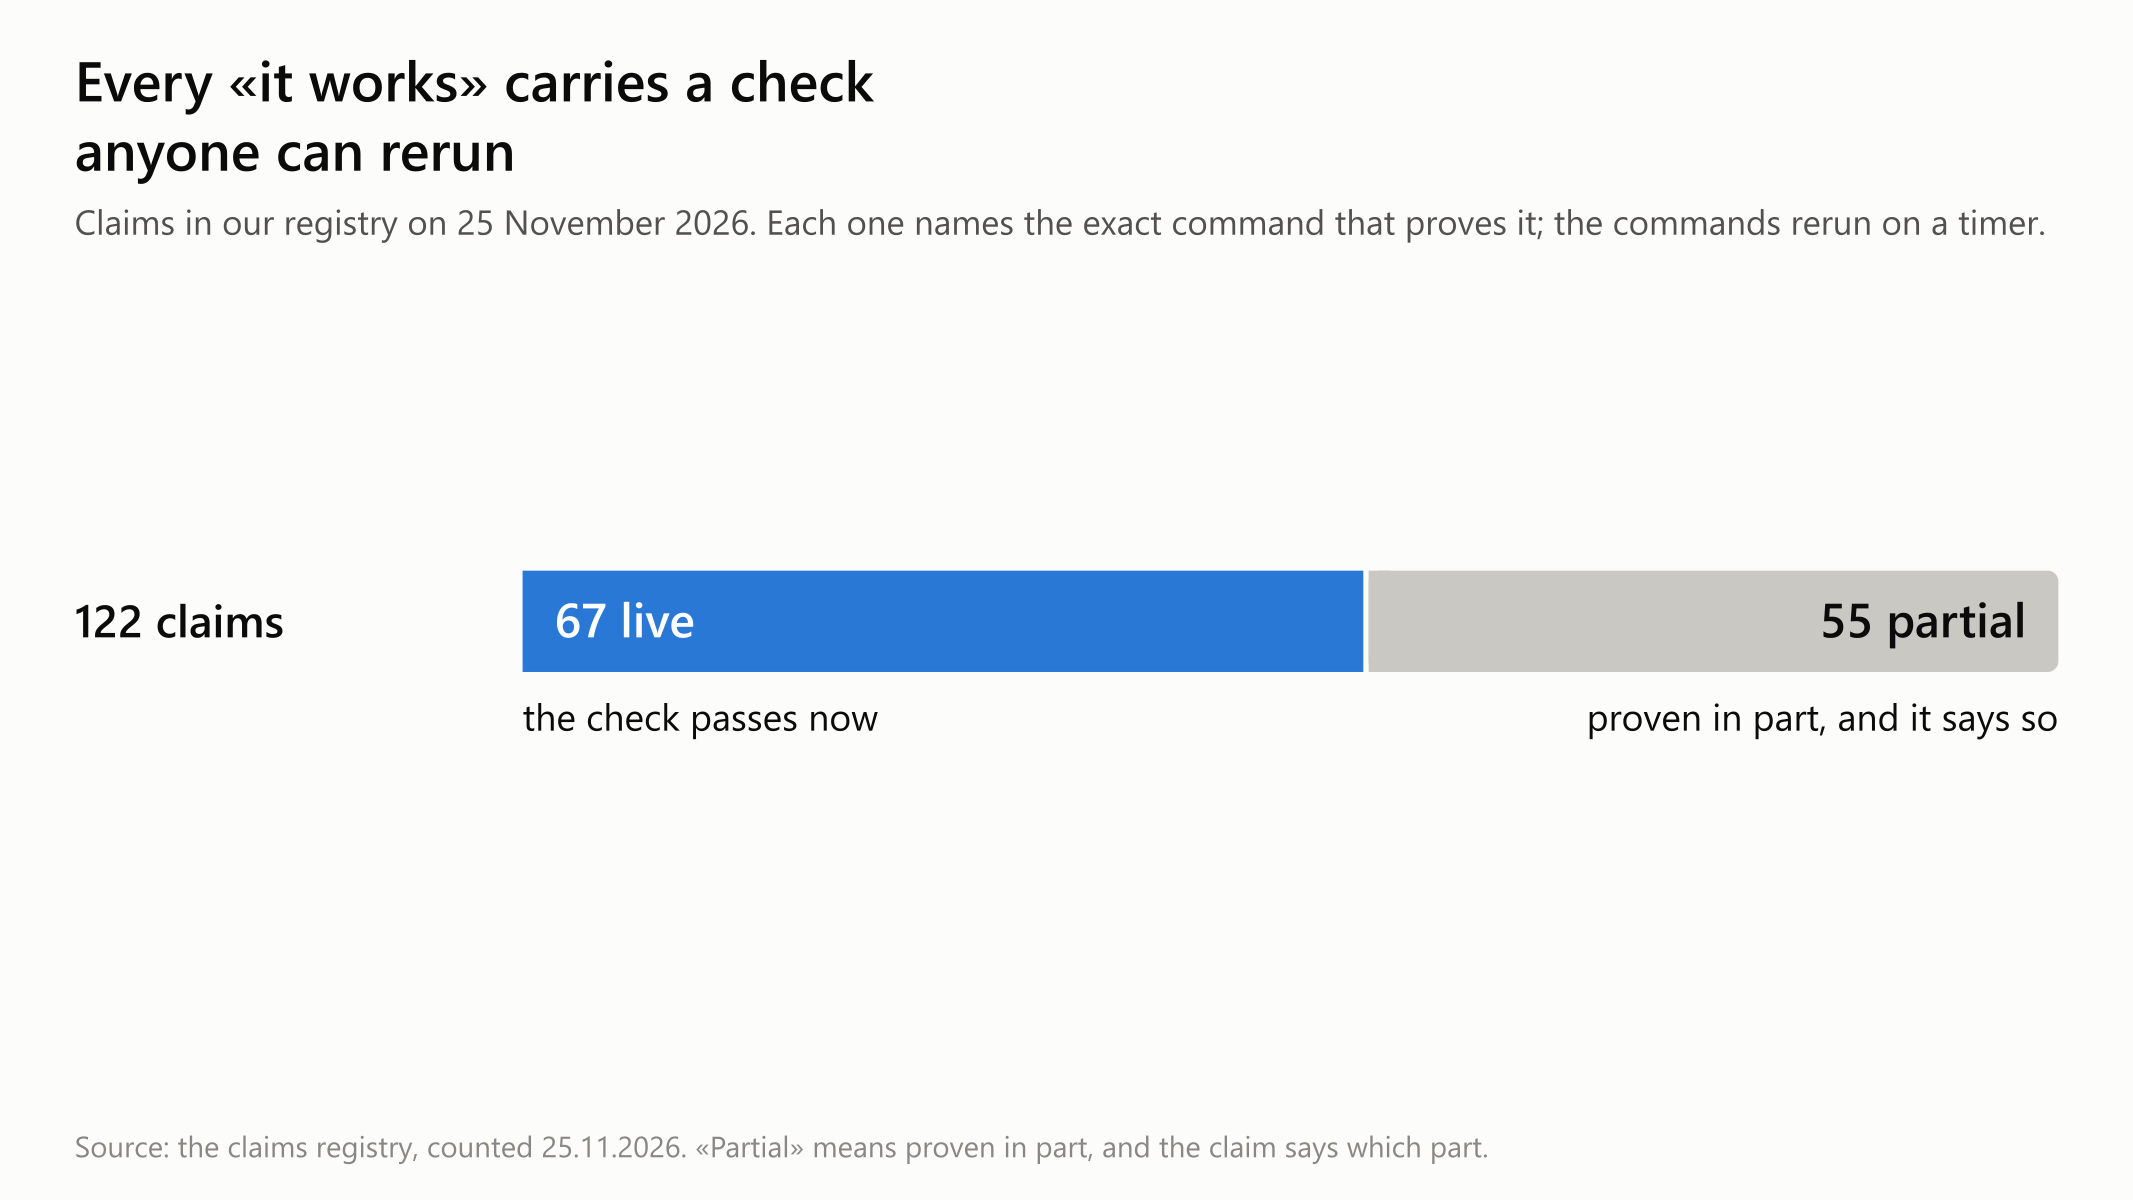 Every «it works» carries a check
anyone can rerun
Claims in our registry on 25 November 2026. Each one names the exact command that proves it; the commands rerun on a timer.
122 claims
67 live
55 partial
the check passes now
proven in part, and it says so
Source: the claims registry, counted 25.11.2026. «Partial» means proven in part, and the claim says which part.